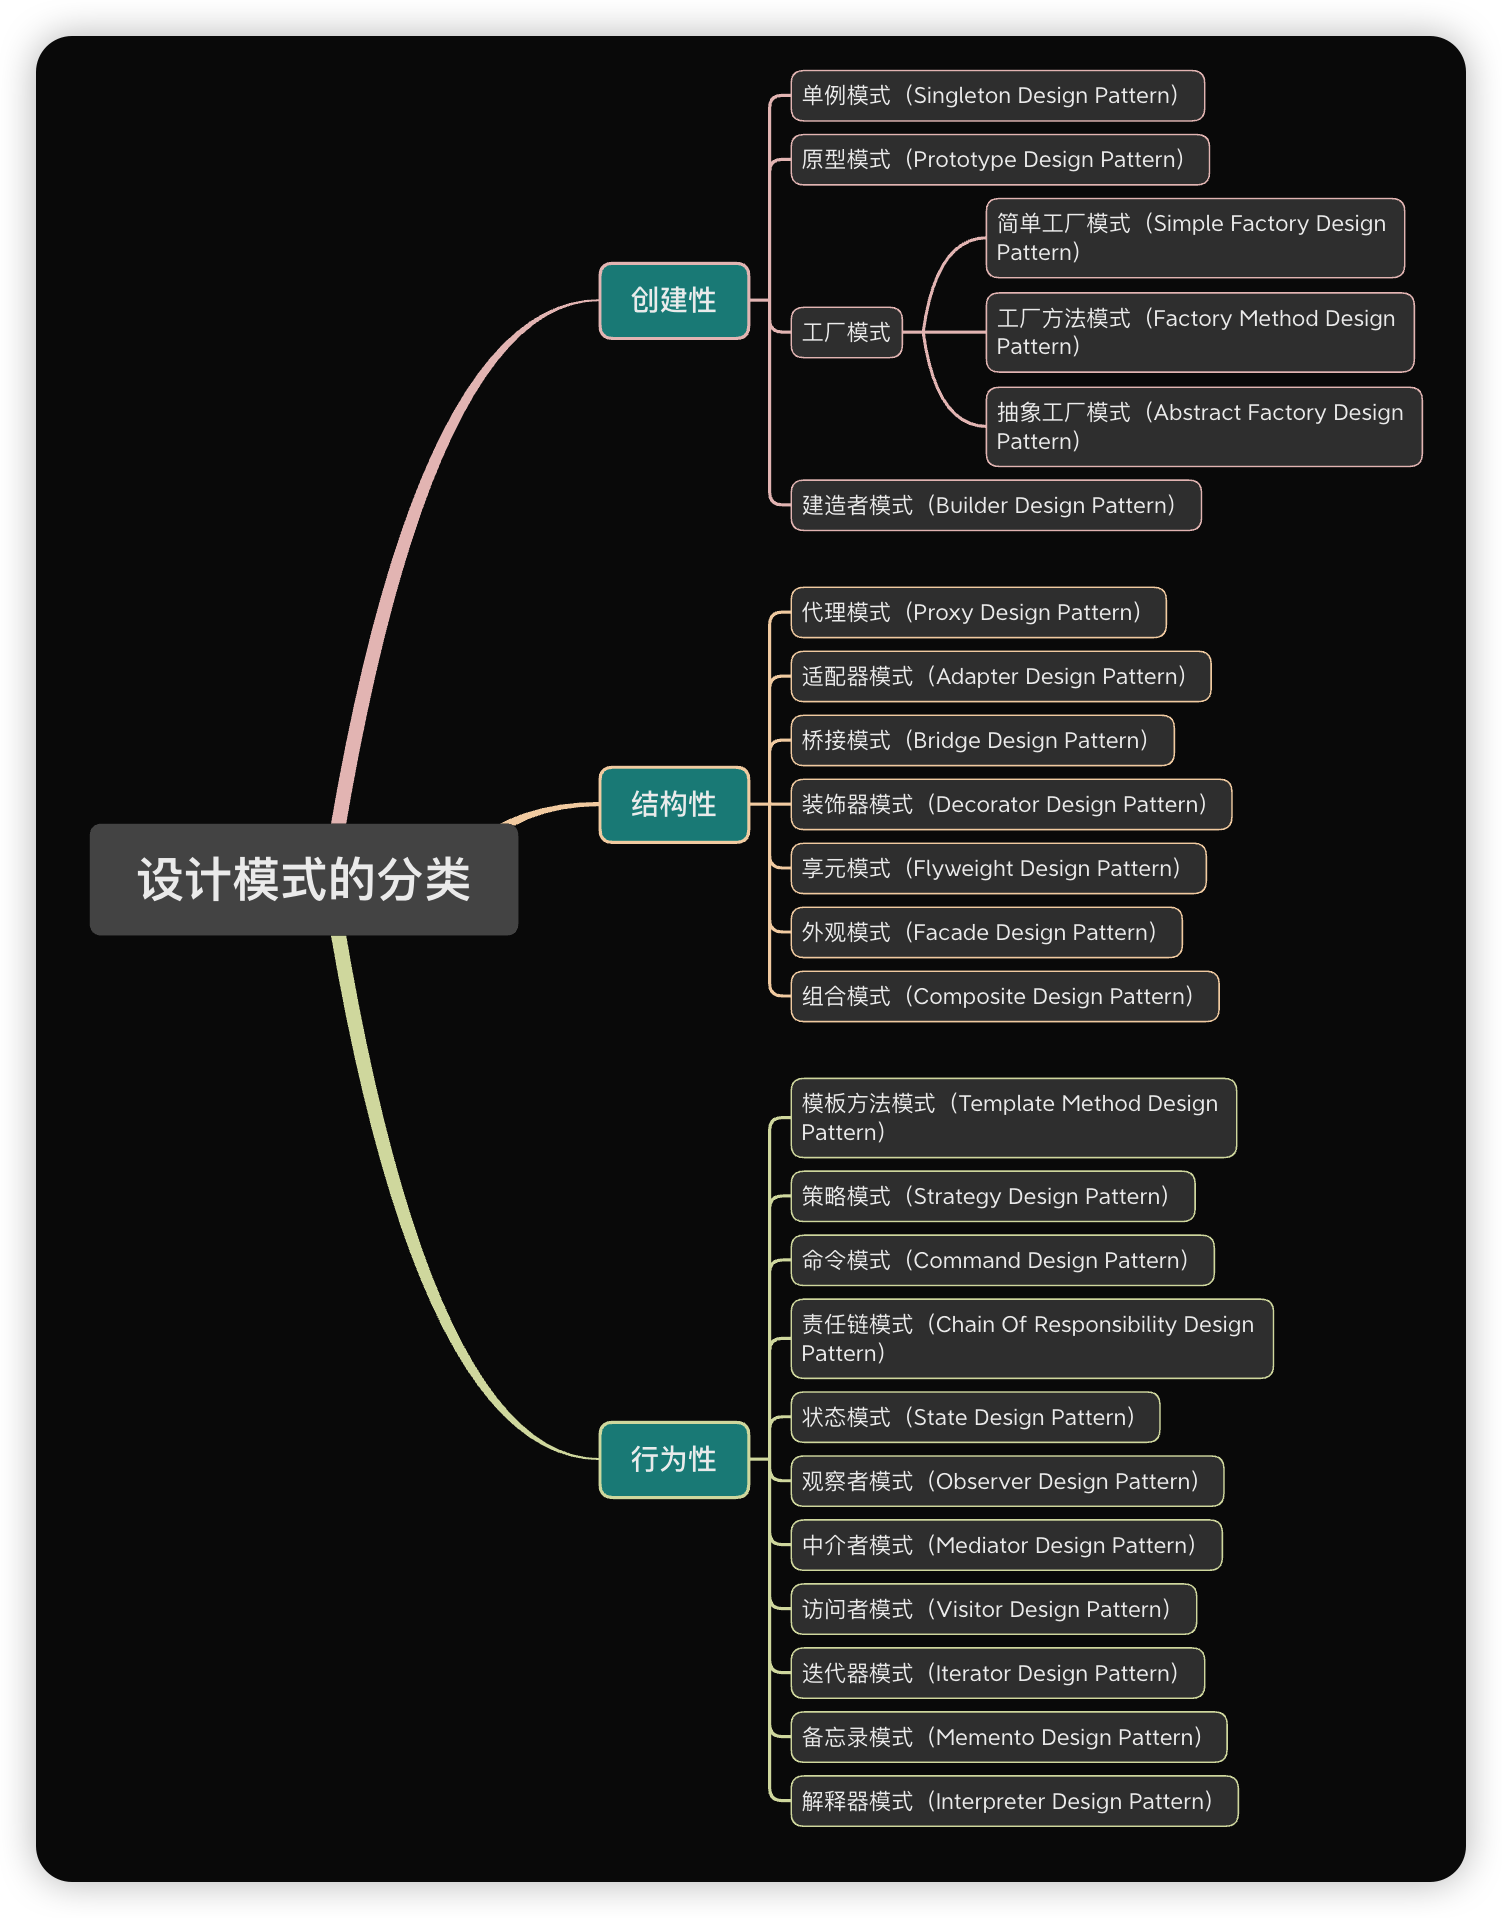 设计模式的分类
创建性
单例模式（Singleton Design Pattern）
原型模式（Prototype Design Pattern）
工厂模式
简单工厂模式（Simple Factory Design
Pattern）
工厂方法模式（Factory Method Design
Pattern）
抽象工厂模式（Abstract Factory Design
Pattern）
建造者模式（Builder Design Pattern）
结构性
代理模式（Proxy Design Pattern）
适配器模式（Adapter Design Pattern）
桥接模式（Bridge Design Pattern）
装饰器模式（Decorator Design Pattern）
享元模式（Flyweight Design Pattern）
外观模式（Facade Design Pattern）
组合模式（Composite Design Pattern）
行为性
模板方法模式（Template Method Design
Pattern）
策略模式（Strategy Design Pattern）
命令模式（Command Design Pattern）
责任链模式（Chain Of Responsibility Design
Pattern）
状态模式（State Design Pattern）
观察者模式（Observer Design Pattern）
中介者模式（Mediator Design Pattern）
访问者模式（Visitor Design Pattern）
迭代器模式（Iterator Design Pattern）
备忘录模式（Memento Design Pattern）
解释器模式（Interpreter Design Pattern）